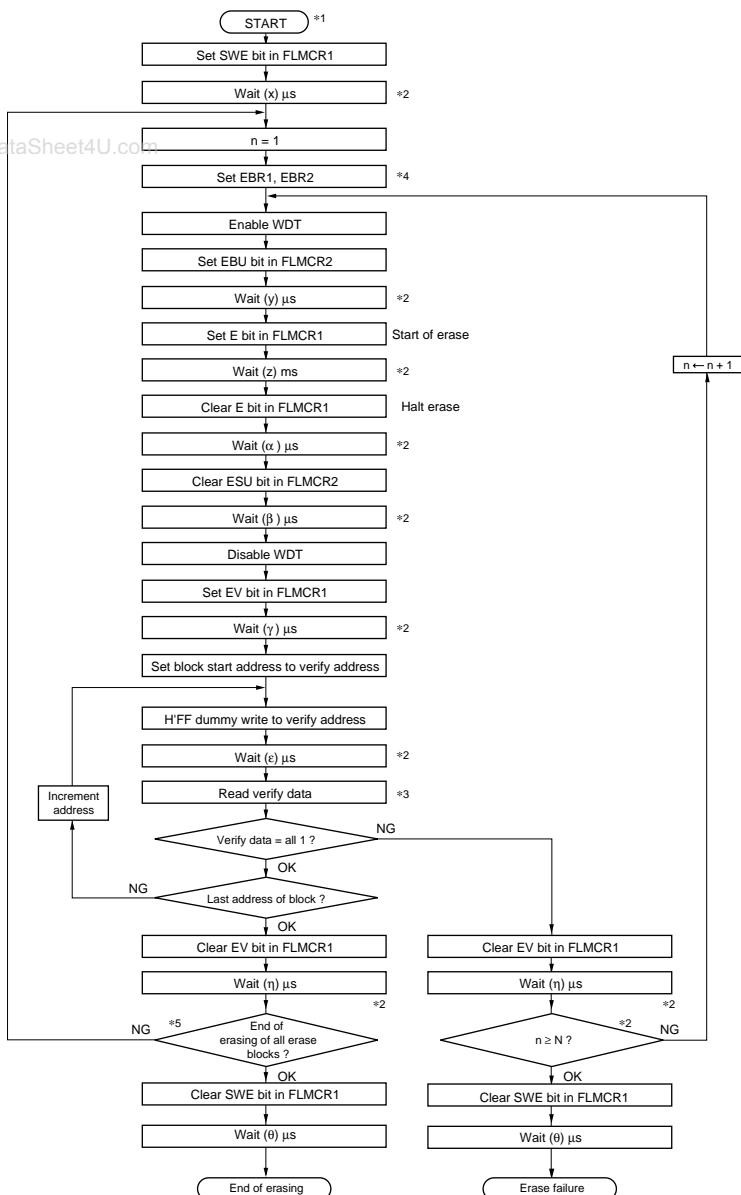 START *1
Set SWE bit in FLMCR1
Wait (x) μs *2
ataSheet4U.com
n = 1
Set EBR1, EBR2 *4
Enable WDT
Set EBU bit in FLMCR2
Wait (y) μs *2
Set E bit in FLMCR1 Start of erase
n ← n + 1
Wait (z) ms *2
Clear E bit in FLMCR1 Halt erase
Wait (α) μs *2
Clear ESU bit in FLMCR2
Wait (β) μs *2
Disable WDT
Set EV bit in FLMCR1
Wait (γ) μs *2
Set block start address to verify address
H'FF dummy write to verify address
Wait (ε) μs *2
Increment
address
Read verify data *3
Verify data = all 1 ? NG
OK
NG Last address of block ?
OK
Clear EV bit in FLMCR1 Clear EV bit in FLMCR1
Wait (η) μs Wait (η) μs
*2 *2
NG *5 End of
erasing of all erase
blocks ?
n ≥ N ? *2 NG
OK OK
Clear SWE bit in FLMCR1 Clear SWE bit in FLMCR1
Wait (θ) μs Wait (θ) μs
End of erasing Erase failure